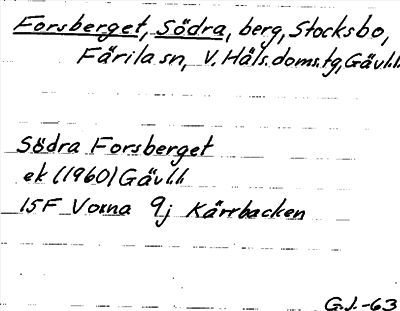 Forsberget, Södra, berg, Stocksbo,
Färila sn, V. Häls. doms. tg, Gävl.l.
Södra Forsberget
ek (1960) Gävl.l
15F Voxna 9j Kärrbacken
G.J.-63